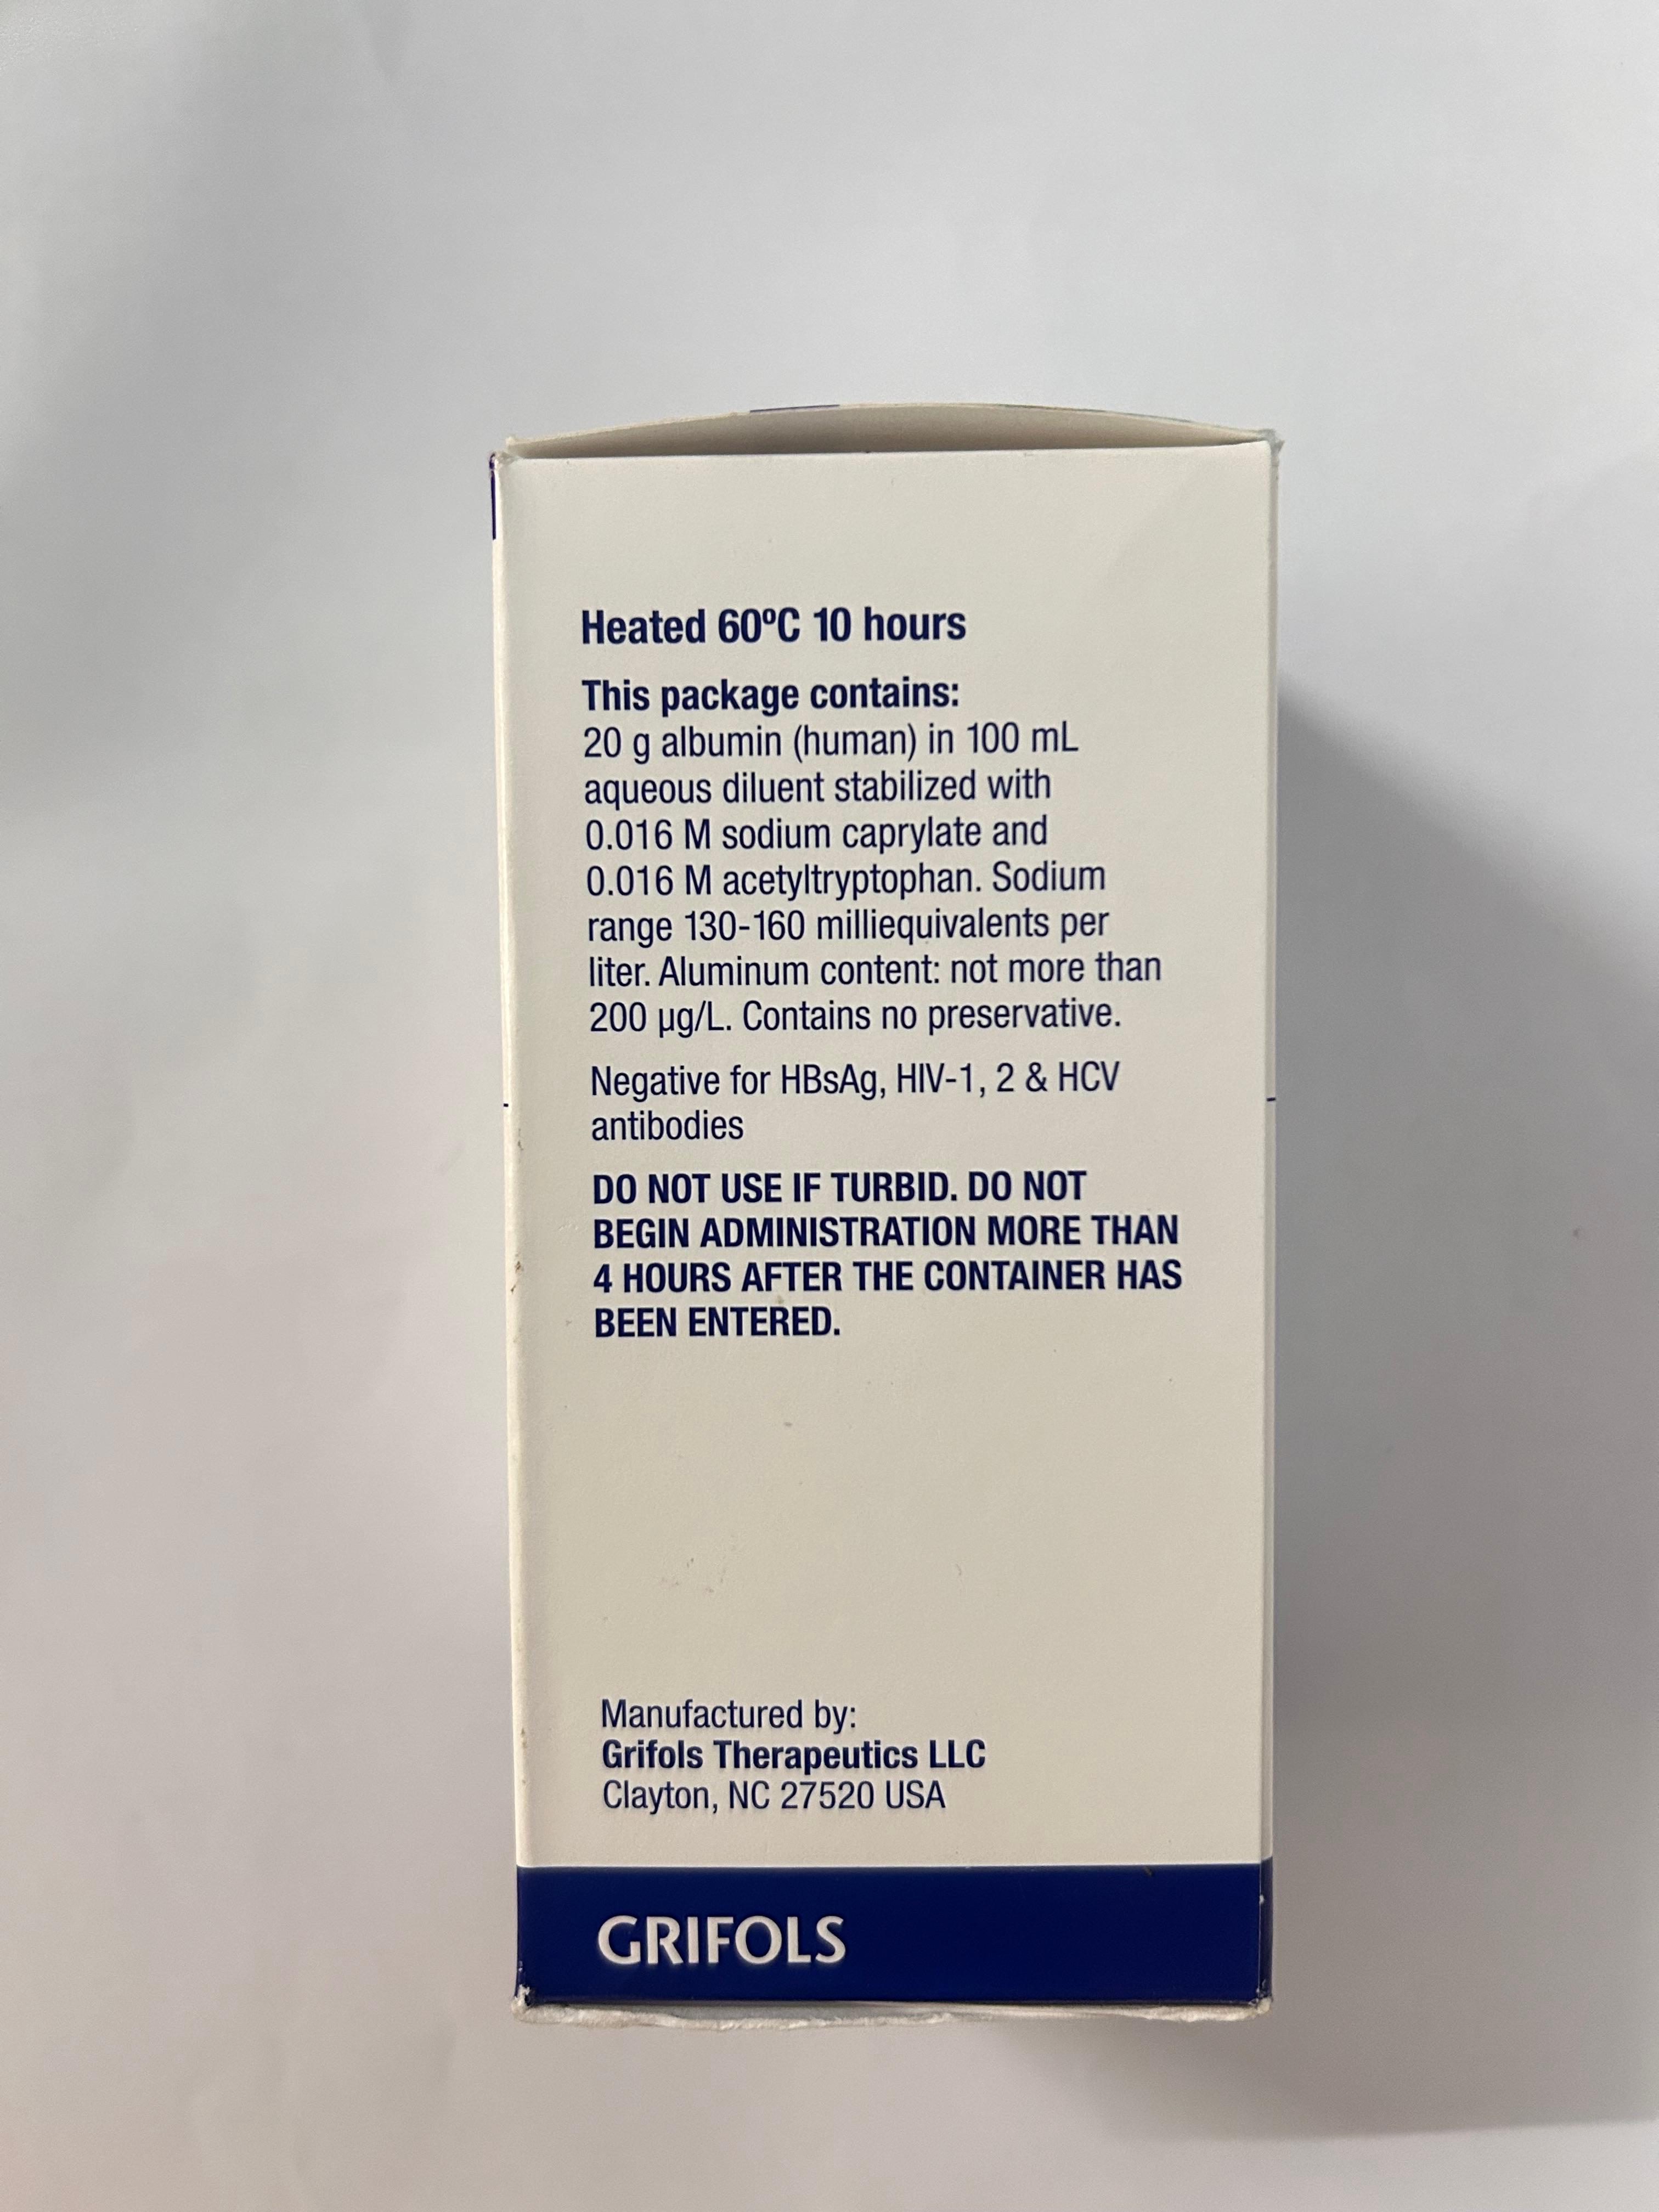 Heated 60ºC 10 hours
This package contains:
20 g albumin (human) in 100 mL
aqueous diluent stabilized with
0.016 M sodium caprylate and
0.016 M acetyltryptophan. Sodium
range 130-160 milliequivalents per
liter. Aluminum content: not more than
200 µg/L. Contains no preservative.
Negative for HBsAg, HIV-1, 2 & HCV
antibodies
DO NOT USE IF TURBID. DO NOT
BEGIN ADMINISTRATION MORE THAN
4 HOURS AFTER THE CONTAINER HAS
BEEN ENTERED.
Manufactured by:
Grifols Therapeutics LLC
Clayton, NC 27520 USA
GRIFOLS